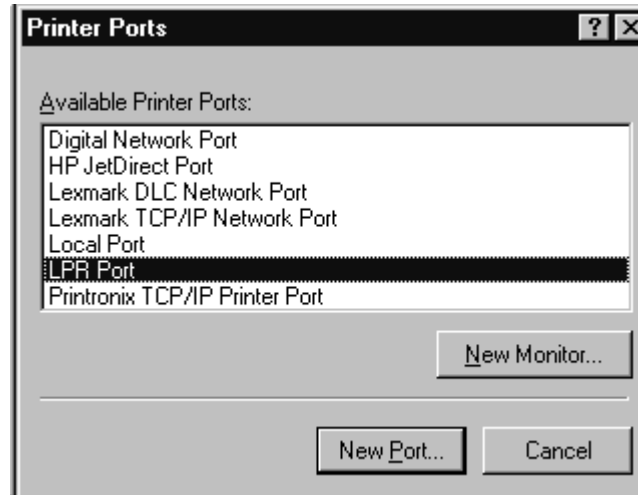 Printer Ports
Available Printer Ports:
Digital Network Port
HP JetDirect Port
Lexmark DLC Network Port
Lexmark TCP/IP Network Port
Local Port
LPR Port
Printronix TCP/IP Printer Port
New Monitor...
New Port... Cancel